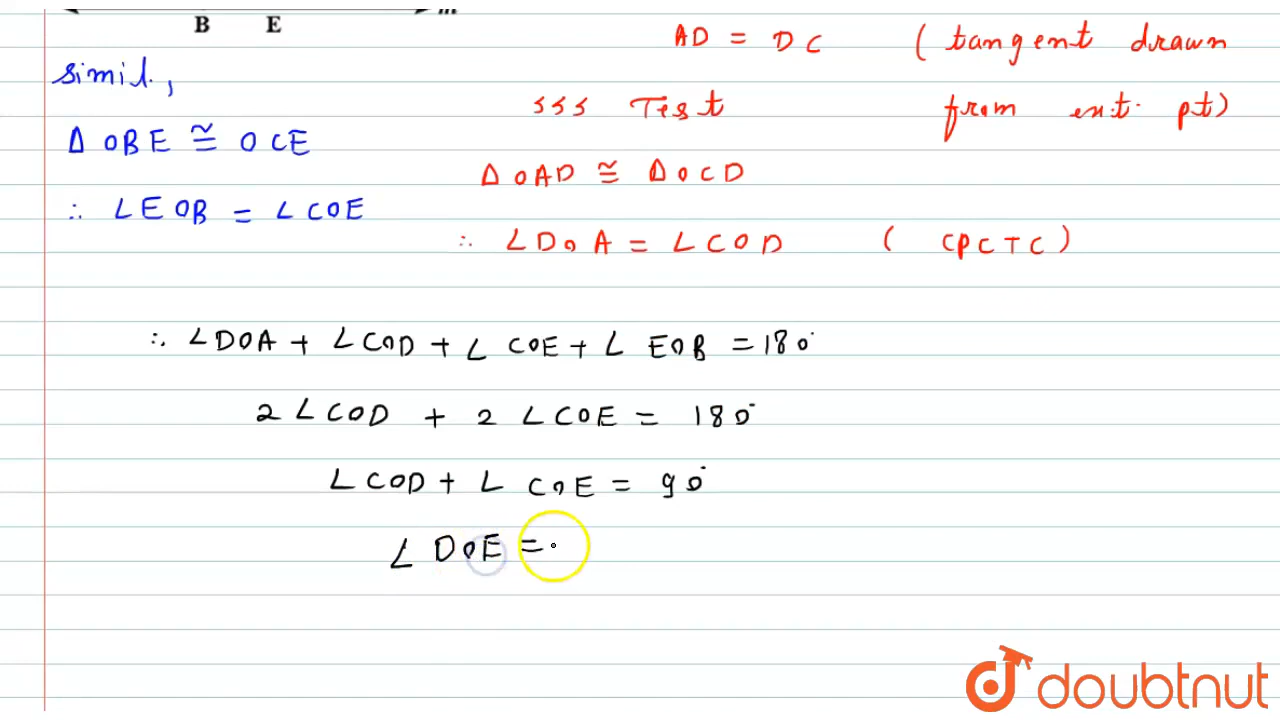 B E m
AD = DC ( tangent drawn
simil.,
SSS Test from ext. pt)
Δ OBE ≅ OCE
Δ OAD ≅ Δ OCD
∴ ∠EOB = ∠COE
∴ ∠DOA = ∠COD ( CPCTC)
∴ ∠DOA + ∠COD + ∠COE + ∠EOB = 180°
2∠COD + 2∠COE = 180°
∠COD + ∠COE = 90°
∠DOE =
doubtnut